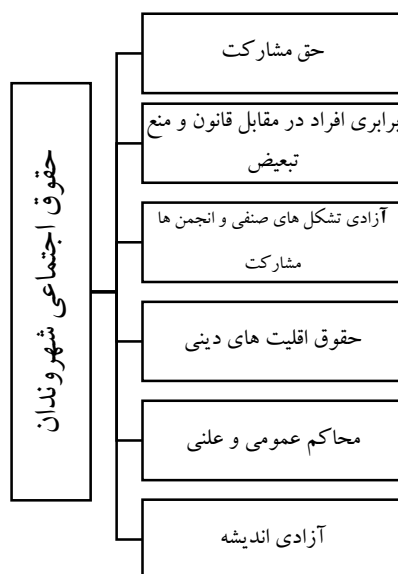 حقوق اجتماعی شهروندان
حق مشارکت
برابری افراد در مقابل قانون و منع
تبعیض
آزادی تشکل های صنفی و انجمن ها
مشارکت
حقوق اقلیت های دینی
محاکم عمومی و علنی
آزادی اندیشه